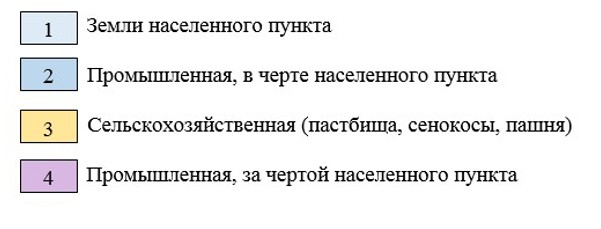 1 Земли населенного пункта
2 Промышленная, в черте населенного пункта
3 Сельскохозяйственная (пастбища, сенокосы, пашня)
4 Промышленная, за чертой населенного пункта